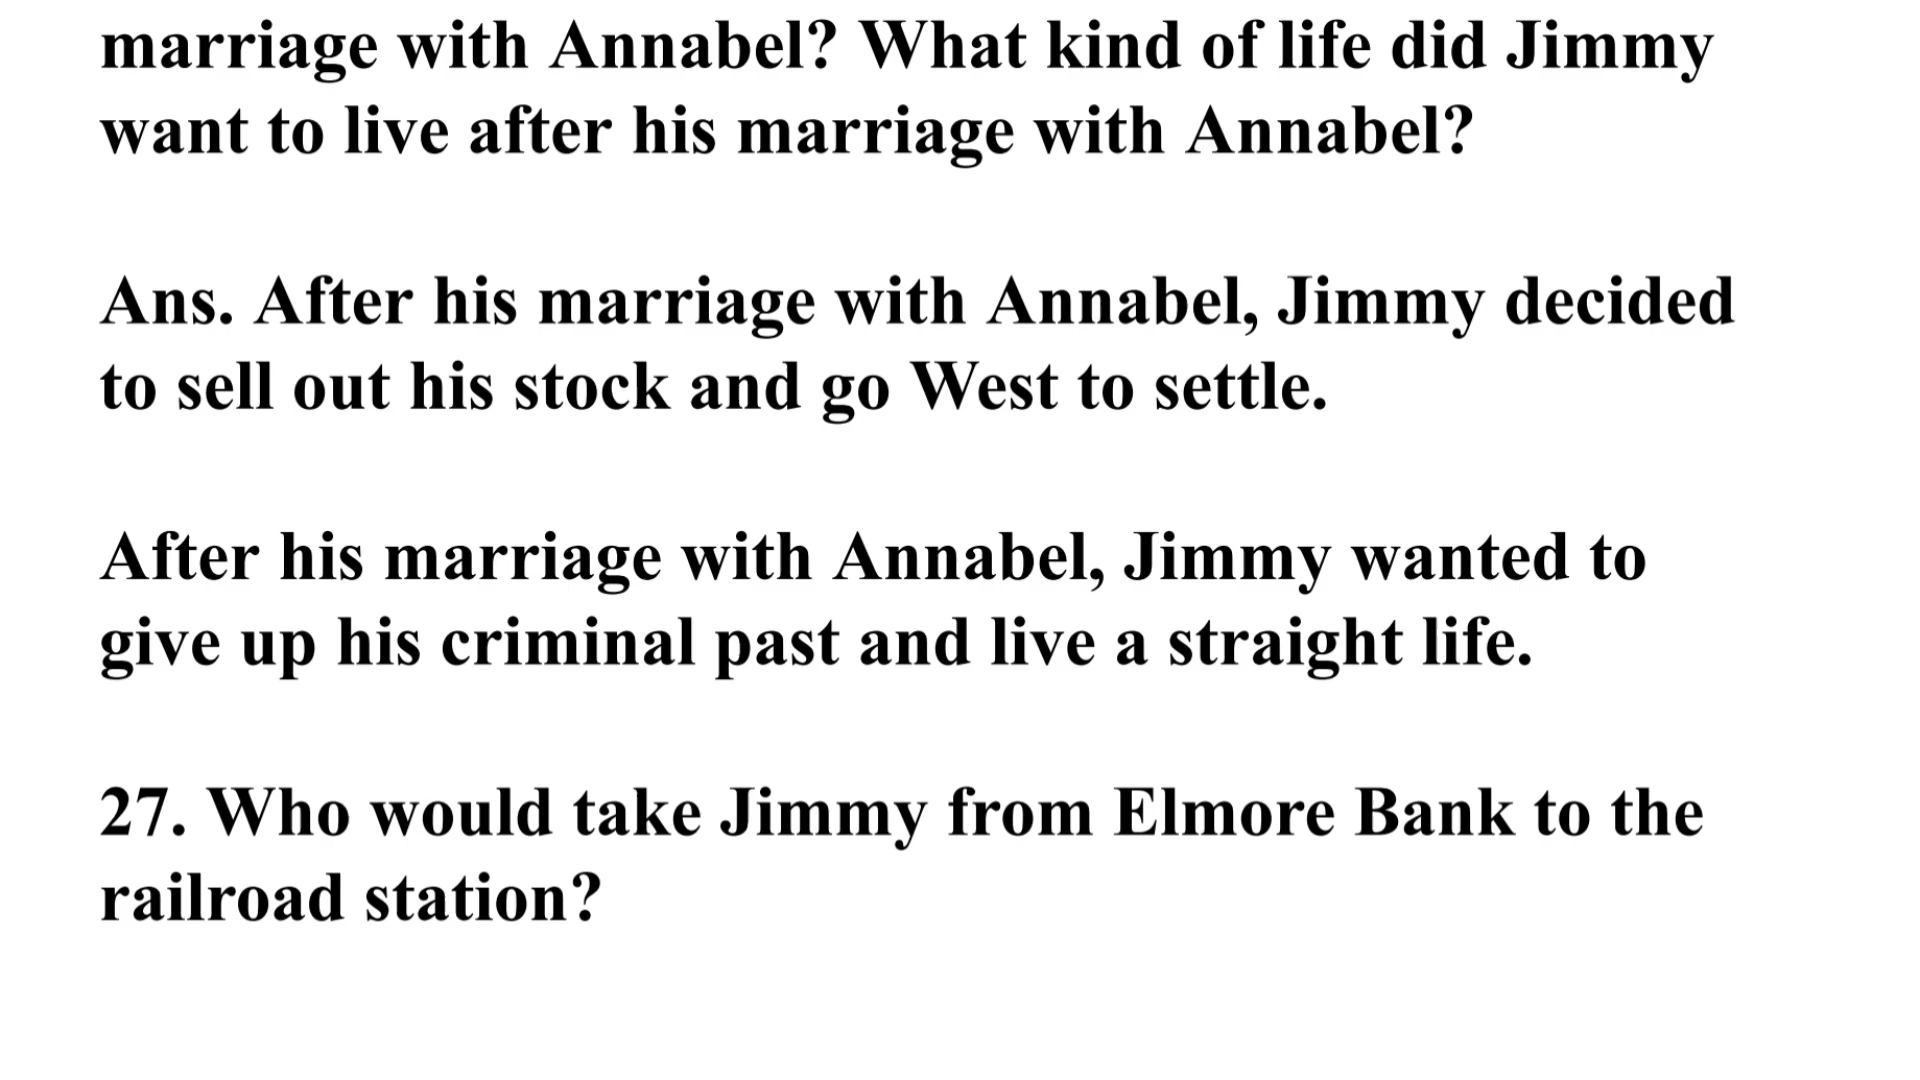 marriage with Annabel? What kind of life did Jimmy
want to live after his marriage with Annabel?
Ans. After his marriage with Annabel, Jimmy decided
to sell out his stock and go West to settle.
After his marriage with Annabel, Jimmy wanted to
give up his criminal past and live a straight life.
27. Who would take Jimmy from Elmore Bank to the
railroad station?